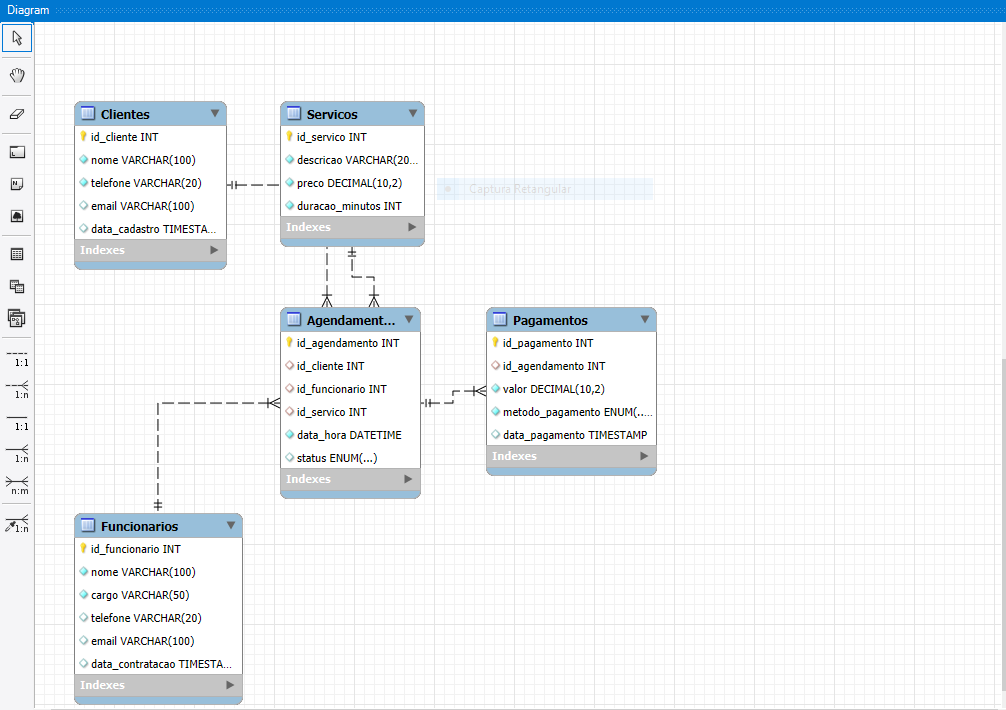 Diagram
Clientes
id_cliente INT
nome VARCHAR(100)
telefone VARCHAR(20)
email VARCHAR(100)
data_cadastro TIMESTA...
Indexes
Servicos
id_servico INT
descricao VARCHAR(20...
preco DECIMAL(10,2)
duracao_minutos INT
Indexes
Captura Retangular
Agendament...
id_agendamento INT
id_cliente INT
id_funcionario INT
id_servico INT
data_hora DATETIME
status ENUM(...)
Indexes
Pagamentos
id_pagamento INT
id_agendamento INT
valor DECIMAL(10,2)
metodo_pagamento ENUM(...
data_pagamento TIMESTAMP
Indexes
Funcionarios
id_funcionario INT
nome VARCHAR(100)
cargo VARCHAR(50)
telefone VARCHAR(20)
email VARCHAR(100)
data_contratacao TIMESTA...
Indexes
1:1
1:n
1:1
1:n
n:m
1:n